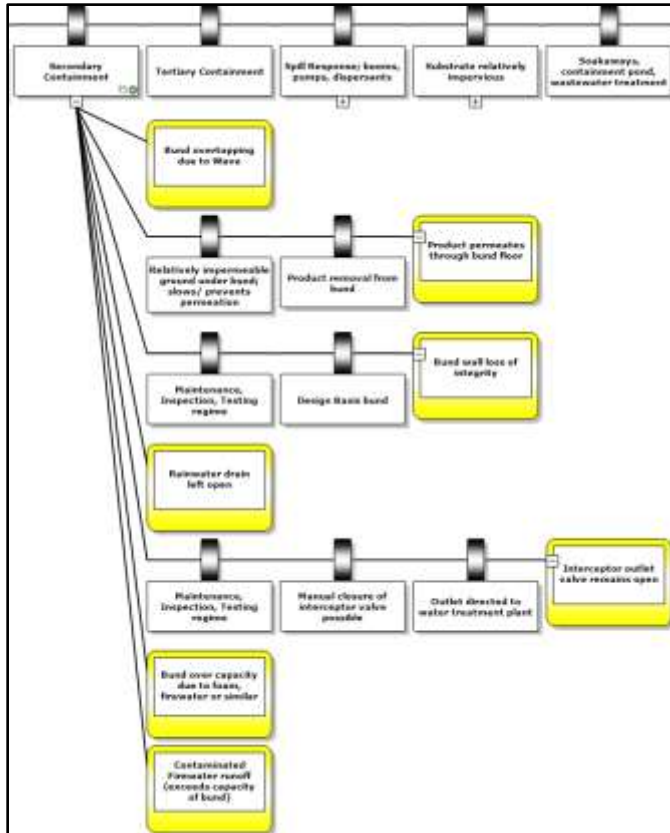 Secondary
Containment
Tertiary Containment
Spill Response; booms,
pumps, dispersants
Substrate relatively
impervious
Soakaways,
containment pond,
wastewater treatment
Bund overtopping
due to Wave
Relatively impermeable
ground under bund;
slows/ prevents
permeation
Product removal from
bund
Product permeates
through bund floor
Maintenance,
Inspection, Testing
regime
Design Basis bund
Bund wall loss of
integrity
Rainwater drain
left open
Maintenance,
Inspection, Testing
regime
Manual closure of
interceptor valve
possible
Outlet directed to
water treatment plant
Interceptor outlet
valve remains open
Bund over capacity
due to foam,
firewater or similar
Contaminated
Firewater runoff
(exceeds capacity
of bund)